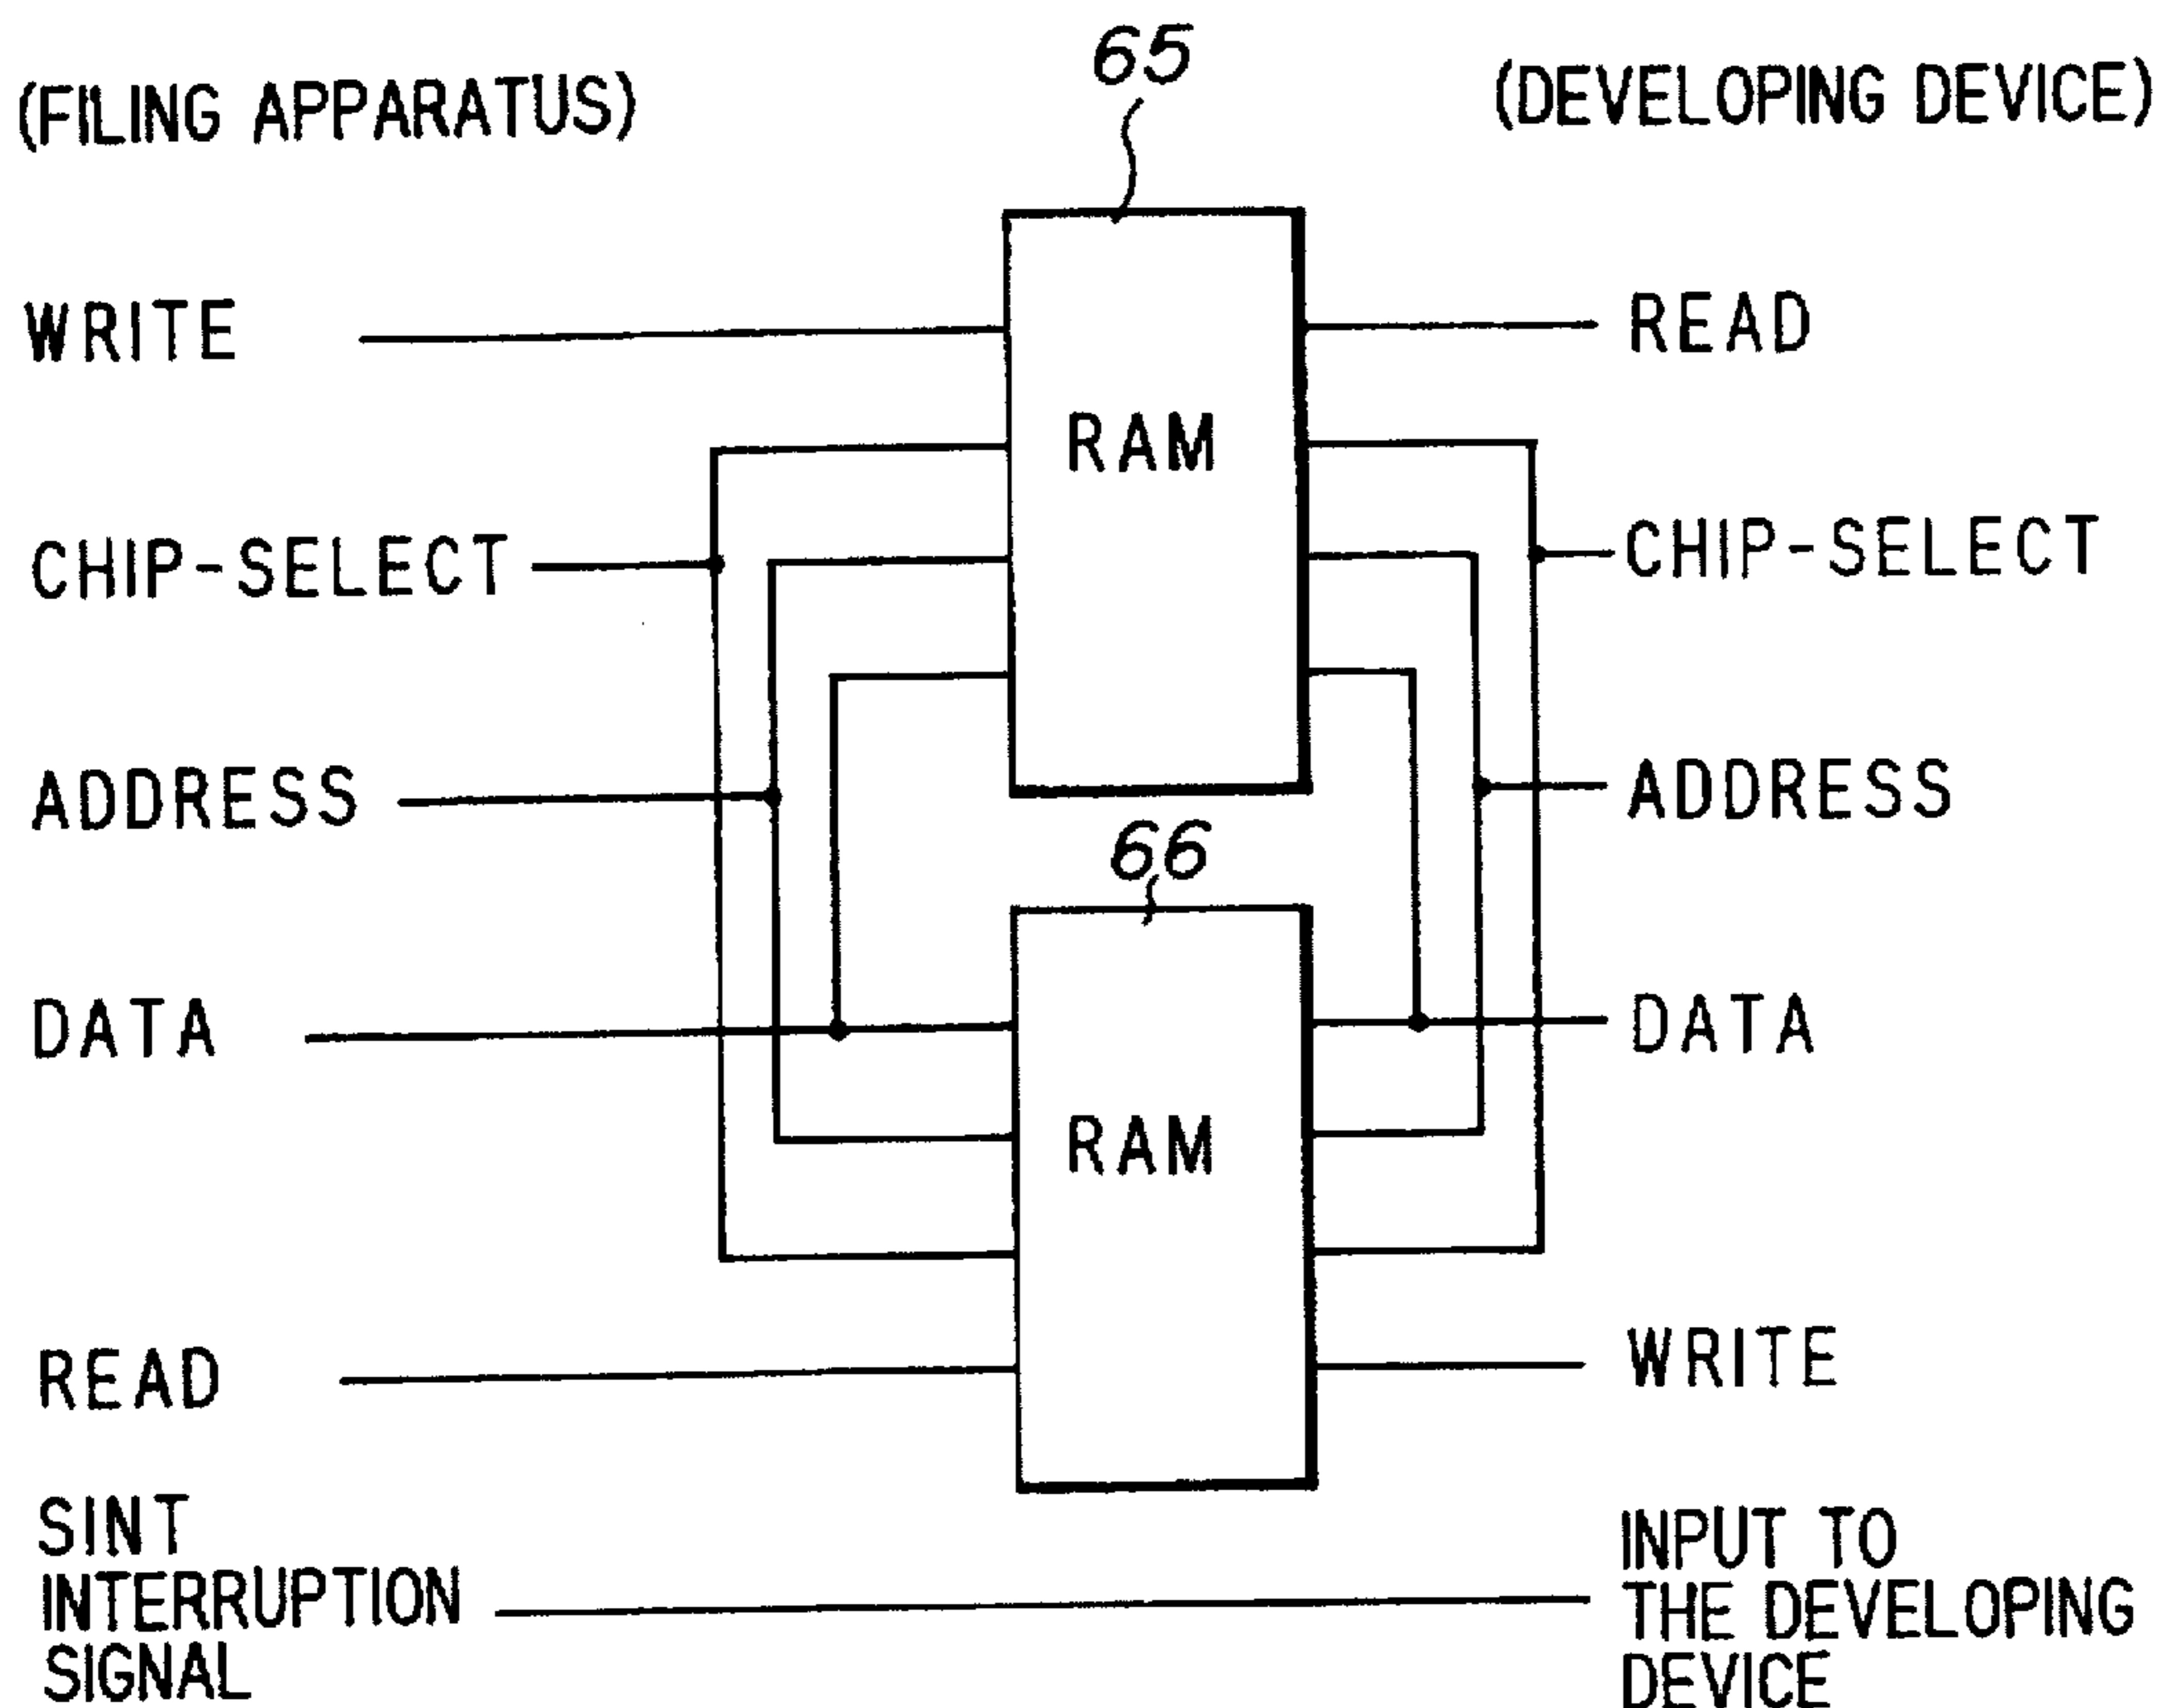 65
(FILING APPARATUS)
(DEVELOPING DEVICE)
WRITE
READ
RAM
CHIP-SELECT
CHIP-SELECT
ADDRESS
ADDRESS
66
DATA
DATA
RAM
READ
WRITE
SINT
INTERRUPTION
SIGNAL
INPUT TO
THE DEVELOPING
DEVICE